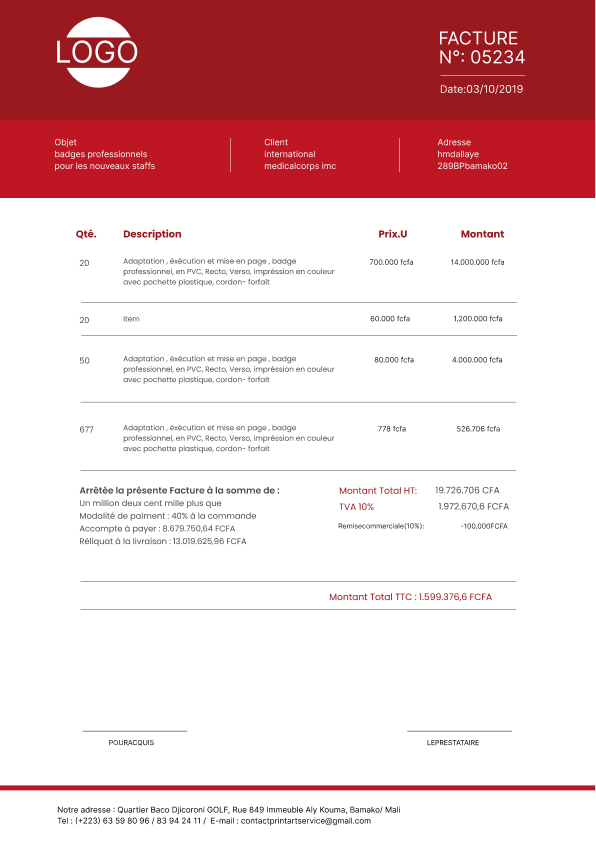 LOGO
FACTURE
N°: 05234
Date:03/10/2019
Objet
badges professionnels
pour les nouveaux staffs
Client
international
medicalcorps imc
Adresse
hmdallaye
289BPbamako02
Qté. Description Prix.U Montant
20 Adaptation , éxécution et mise en page , badge 700.000 fcfa 14.000.000 fcfa
professionnel, en PVC, Recto, Verso, impréssion en couleur
avec pochette plastique, cordon- forfait
20 item 60.000 fcfa 1.200.000 fcfa
50 Adaptation , éxécution et mise en page , badge 80.000 fcfa 4.000.000 fcfa
professionnel, en PVC, Recto, Verso, impréssion en couleur
avec pochette plastique, cordon- forfait
677 Adaptation , éxécution et mise en page , badge 778 fcfa 526.706 fcfa
professionnel, en PVC, Recto, Verso, impréssion en couleur
avec pochette plastique, cordon- forfait
Arrêtée la présente Facture à la somme de :
Un million deux cent mille plus que
Modalité de paiment : 40% à la commande
Accompte à payer : 8.679.750,64 FCFA
Réliquat à la livraison : 13.019.625,96 FCFA
Montant Total HT: 19.726.706 CFA
TVA 10% 1.972.670,6 FCFA
Remisecommerciale(10%): -100.000FCFA
Montant Total TTC : 1.599.376,6 FCFA
POURACQUIS
LEPRESTATAIRE
Notre adresse : Quartier Baco Djicoroni GOLF, Rue 849 Immeuble Aly Kouma, Bamako/ Mali
Tel : (+223) 63 59 80 96 / 83 94 24 11 / E-mail : contactprintartservice@gmail.com